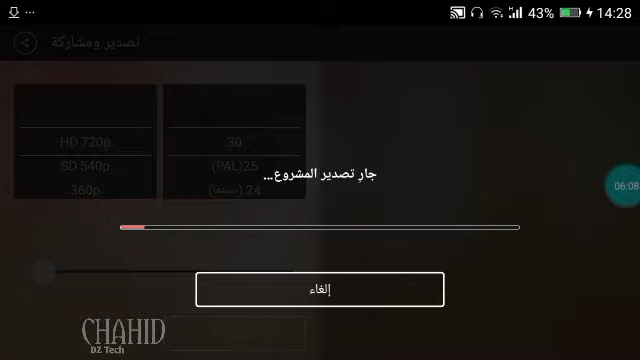 43% 14:28
تصدير ومشاركة
HD 720p 30
SD 540p (PAL)25
360p 24 (سينما)
جارِ تصدير المشروع...
06:08
إلغاء
CHAHID
DZ Tech